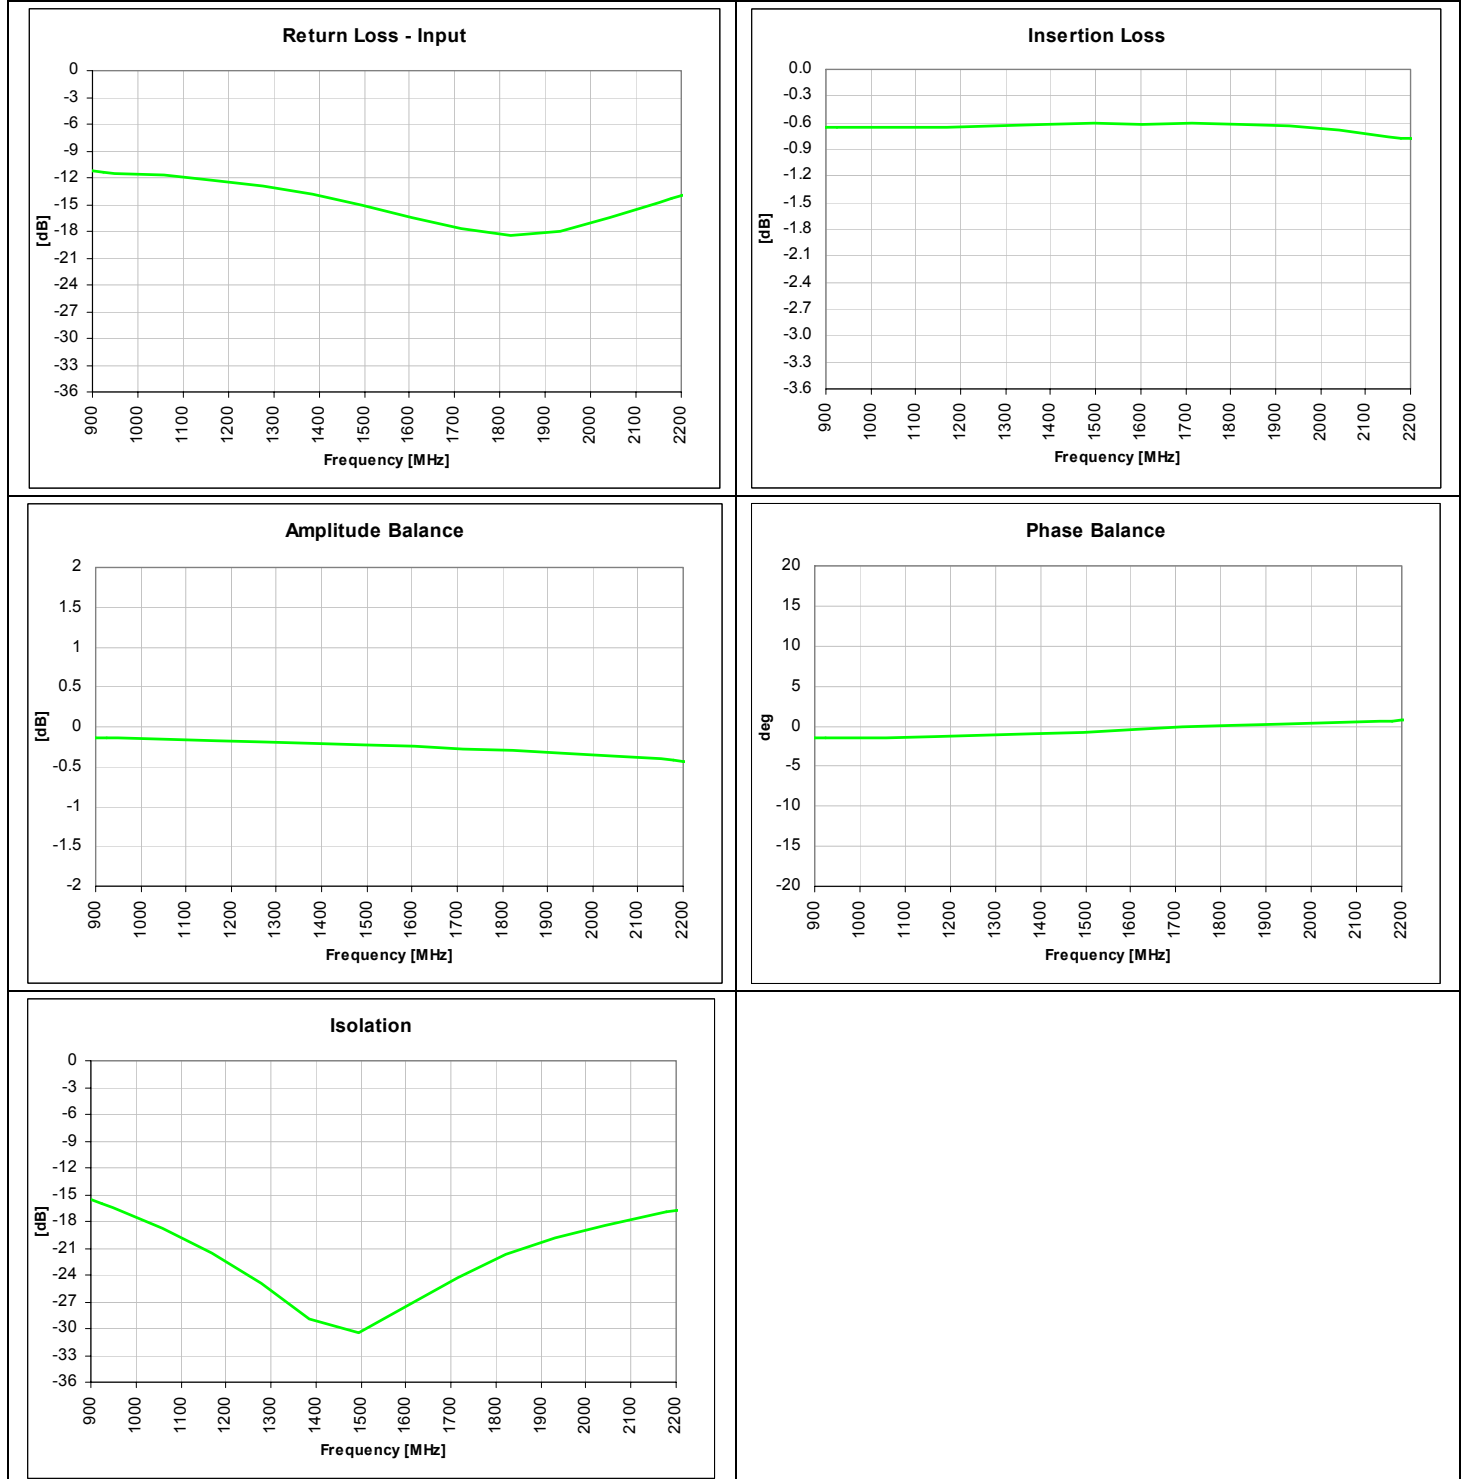 Return Loss - Input
0
-3
-6
-9
-12
-15
-18
-21
-24
-27
-30
-33
-36
[dB]
900 1000 1100 1200 1300 1400 1500 1600 1700 1800 1900 2000 2100 2200
Frequency [MHz]
Insertion Loss
0.0
-0.3
-0.6
-0.9
-1.2
-1.5
-1.8
-2.1
-2.4
-2.7
-3.0
-3.3
-3.6
[dB]
900 1000 1100 1200 1300 1400 1500 1600 1700 1800 1900 2000 2100 2200
Frequency [MHz]
Amplitude Balance
2
1.5
1
0.5
0
-0.5
-1
-1.5
-2
[dB]
900 1000 1100 1200 1300 1400 1500 1600 1700 1800 1900 2000 2100 2200
Frequency [MHz]
Phase Balance
20
15
10
5
0
-5
-10
-15
-20
deg
900 1000 1100 1200 1300 1400 1500 1600 1700 1800 1900 2000 2100 2200
Frequency [MHz]
Isolation
0
-3
-6
-9
-12
-15
-18
-21
-24
-27
-30
-33
-36
[dB]
900 1000 1100 1200 1300 1400 1500 1600 1700 1800 1900 2000 2100 2200
Frequency [MHz]